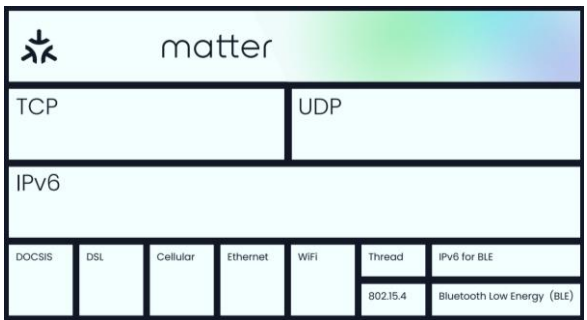 matter
TCP
UDP
IPv6
DOCSIS
DSL
Cellular
Ethernet
WiFi
Thread
IPv6 for BLE
802.15.4
Bluetooth Low Energy (BLE)